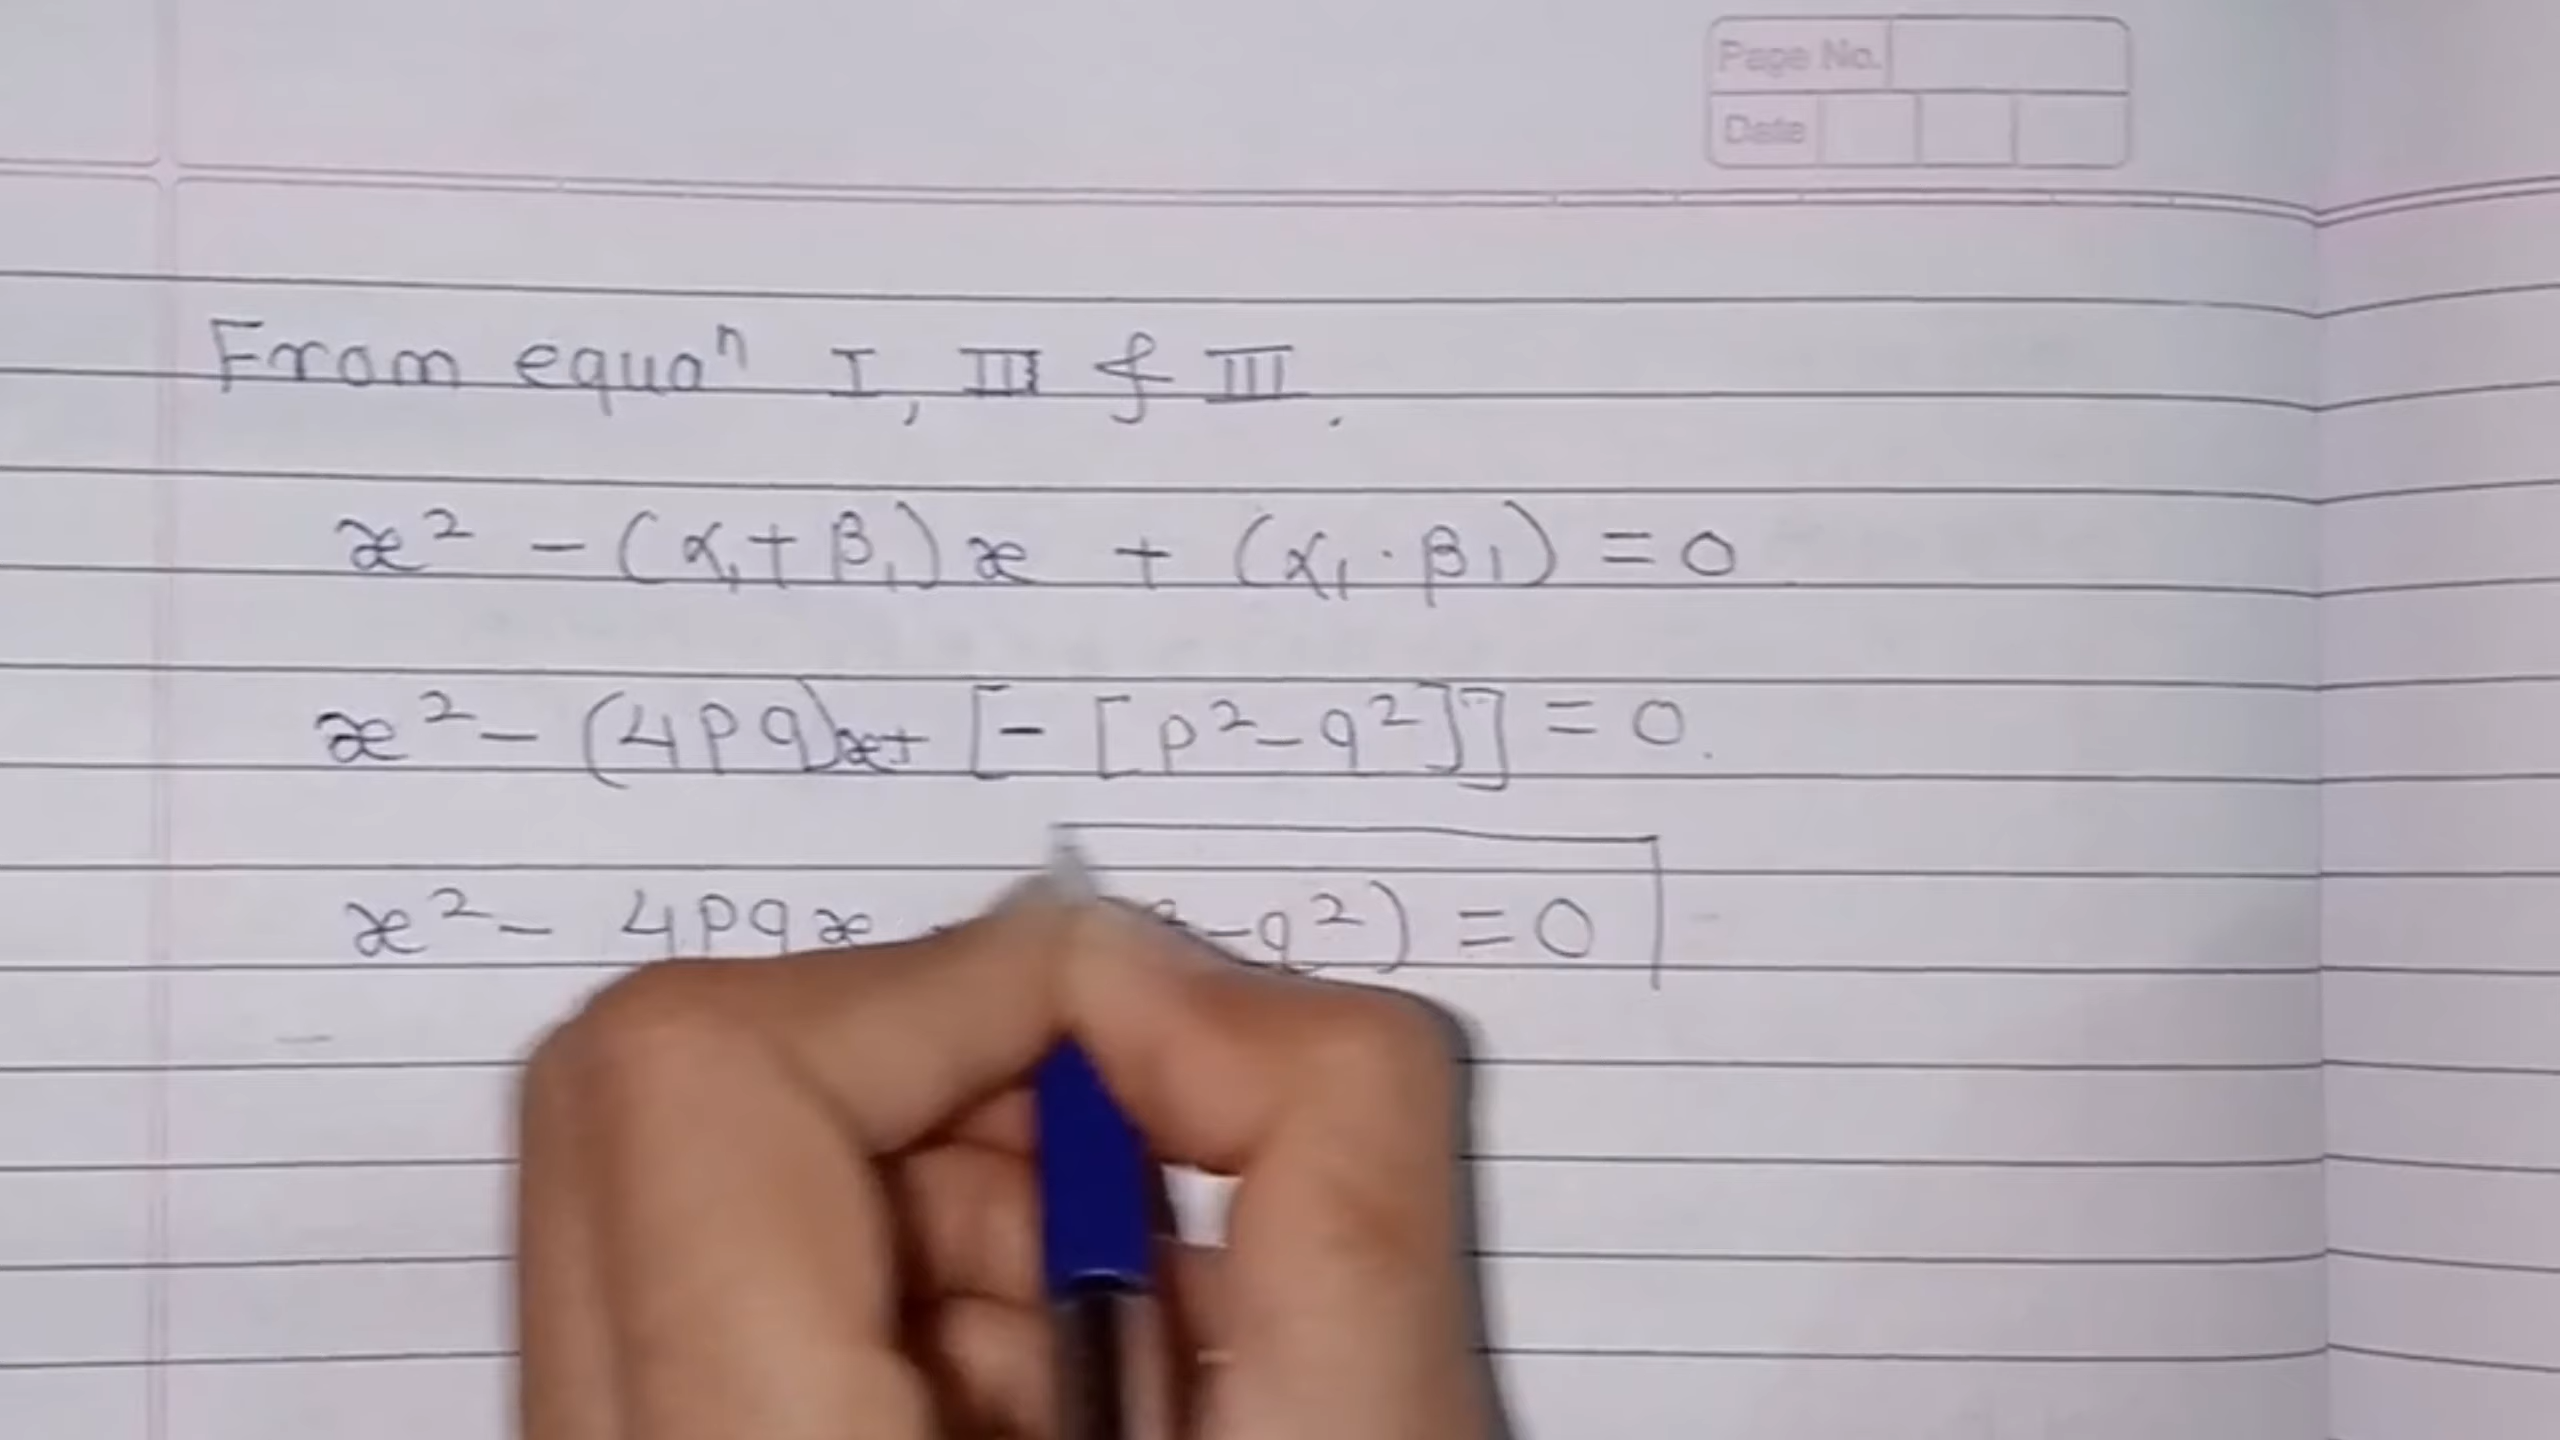 Page No.
Date
From equaⁿ I, III & III.
x² - (α₁ + β₁)x + (α₁ · β₁) = 0
x² - (4pq)x + [- [p² - q²]] = 0.
x² - 4pqx - q²) = 0